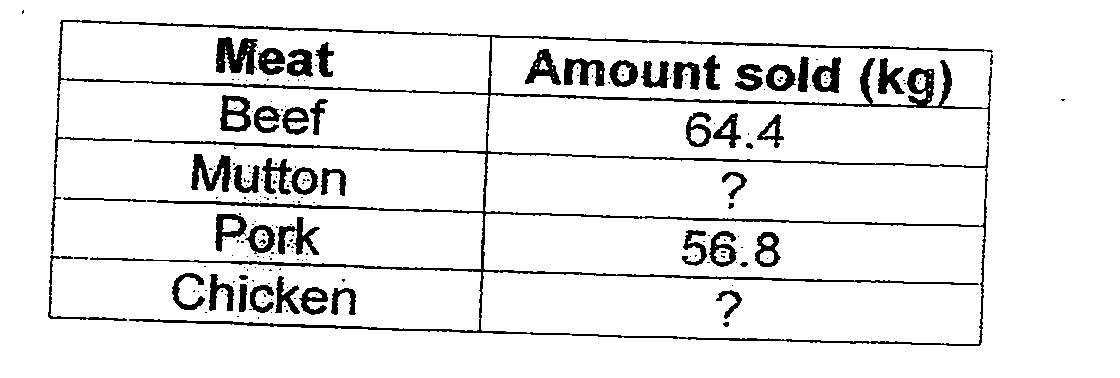 Meat Amount sold (kg)
Beef 64.4
Mutton ?
Pork 56.8
Chicken ?